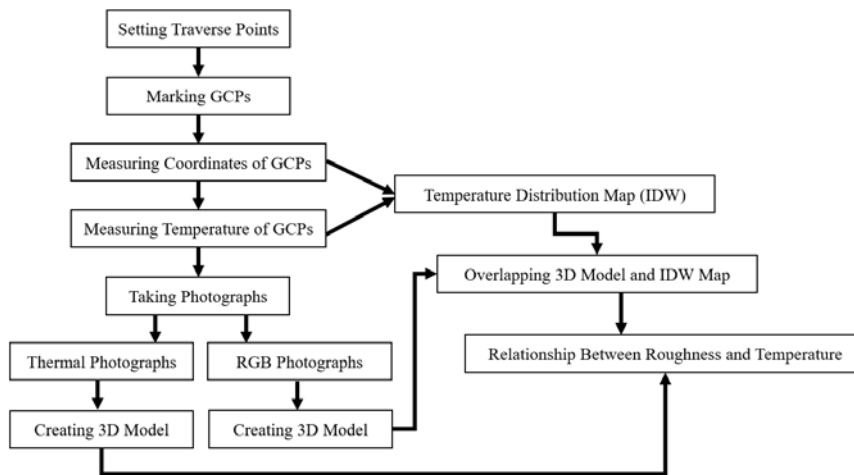 Setting Traverse Points
Marking GCPs
Measuring Coordinates of GCPs
Temperature Distribution Map (IDW)
Measuring Temperature of GCPs
Overlapping 3D Model and IDW Map
Taking Photographs
Thermal Photographs
RGB Photographs
Relationship Between Roughness and Temperature
Creating 3D Model
Creating 3D Model